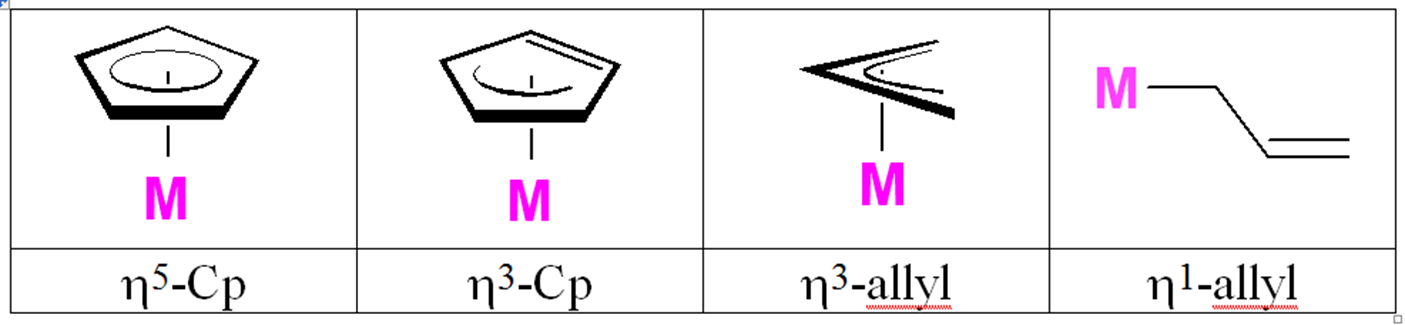 M
M
M
M
η⁵-Cp
η³-Cp
η³-allyl
η¹-allyl